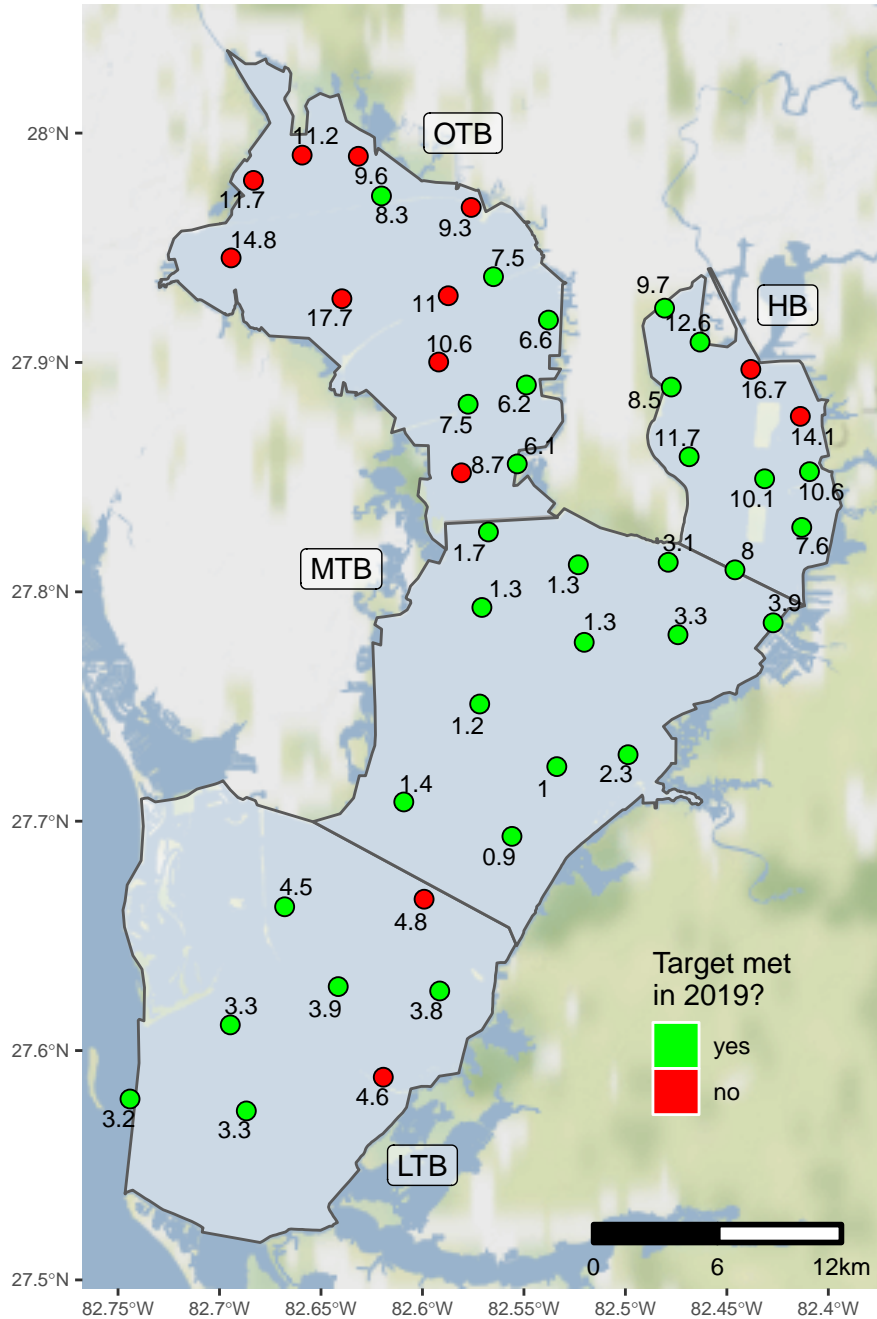 28°N
27.9°N
27.8°N
27.7°N
27.6°N
27.5°N
OTB
11.2
9.6
11.7
8.3
9.3
14.8
7.5
17.7
11
6.6
10.6
6.2
7.5
6.1
8.7
HB
9.7
12.6
16.7
8.5
14.1
11.7
10.1
10.6
7.6
8
MTB
1.7
1.3
3.1
1.3
1.3
3.3
3.9
1.2
1
2.3
1.4
0.9
4.5
4.8
3.3
3.9
3.8
4.6
3.2
3.3
LTB
Target met
in 2019?
yes
no
0 6 12km
82.75°W 82.7°W 82.65°W 82.6°W 82.55°W 82.5°W 82.45°W 82.4°W